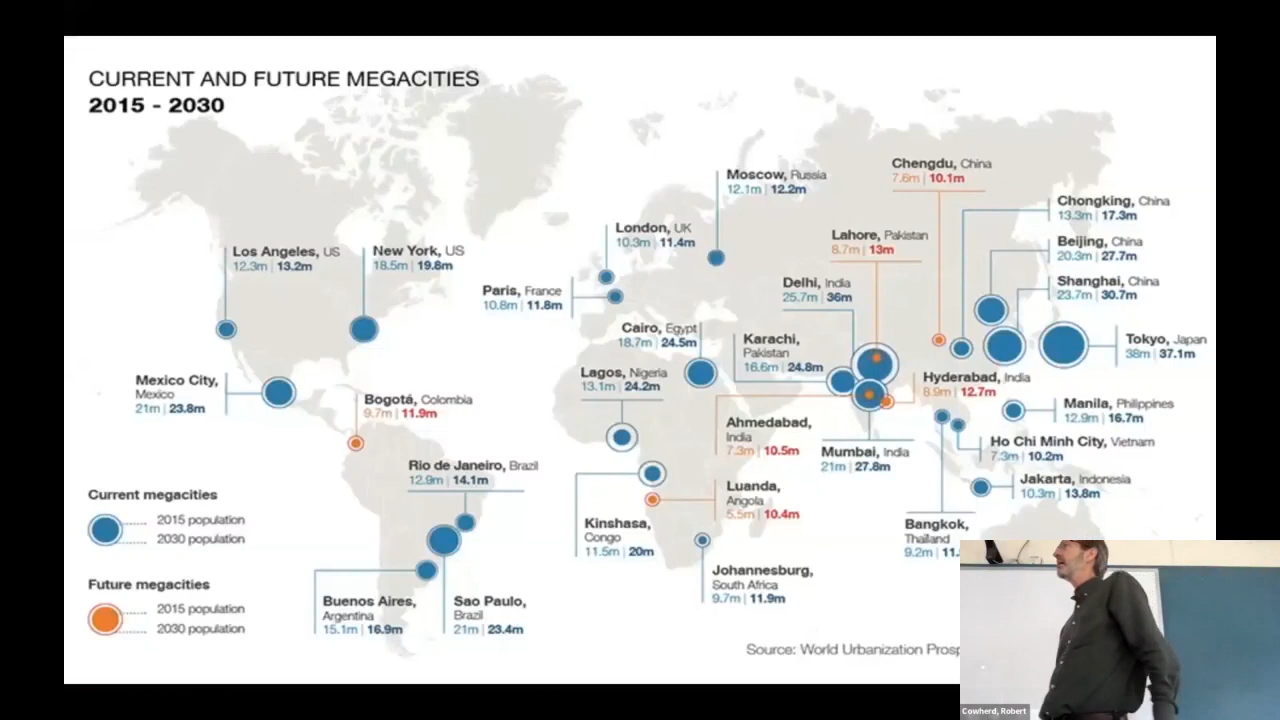 CURRENT AND FUTURE MEGACITIES
2015 - 2030
Chengdu, China
7.6m | 10.1m
Moscow, Russia
12.1m | 12.2m
Chongking, China
13.3m | 17.3m
London, UK
10.3m | 11.4m
Lahore, Pakistan
8.7m | 13m
Beijing, China
20.3m | 27.7m
Los Angeles, US
12.3m | 13.2m
New York, US
18.5m | 19.8m
Shanghai, China
23.7m | 30.7m
Delhi, India
25.7m | 36m
Paris, France
10.8m | 11.8m
Cairo, Egypt
18.7m | 24.5m
Karachi,
Pakistan
16.6m | 24.8m
Tokyo, Japan
38m | 37.1m
Lagos, Nigeria
13.1m | 24.2m
Hyderabad, India
8.9m | 12.7m
Mexico City,
Mexico
21m | 23.8m
Bogotá, Colombia
9.7m | 11.9m
Manila, Philippines
12.9m | 16.7m
Ahmedabad,
India
7.3m | 10.5m
Mumbai, India
21m | 27.8m
Ho Chi Minh City, Vietnam
7.3m | 10.2m
Rio de Janeiro, Brazil
12.9m | 14.1m
Jakarta, Indonesia
10.3m | 13.8m
Luanda,
Angola
5.5m | 10.4m
Current megacities
2015 population
2030 population
Kinshasa,
Congo
11.5m | 20m
Bangkok,
Thailand
9.2m | 11.
Johannesburg,
South Africa
9.7m | 11.9m
Future megacities
2015 population
2030 population
Buenos Aires,
Argentina
15.1m | 16.9m
Sao Paulo,
Brazil
21m | 23.4m
Source: World Urbanization Prosp
Cowherd, Robert